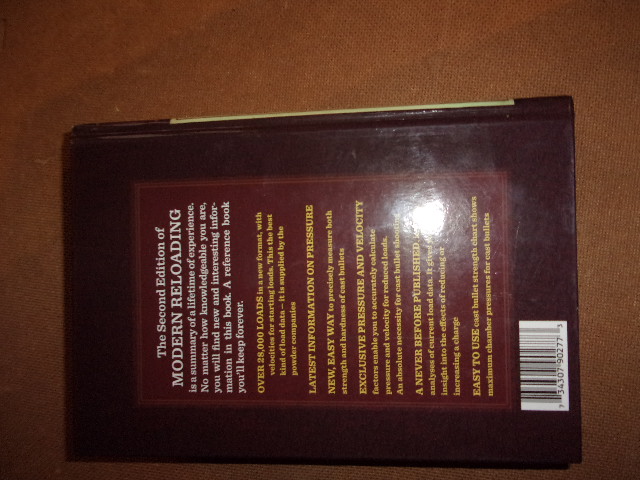 The Second Edition of
MODERN RELOADING
is a summary of a lifetime of experience.
No matter how knowledgeable you are,
you will find new and interesting infor-
mation in this book. A reference book
you'll keep forever.
OVER 28,000 LOADS is a new format, with
velocities for starting loads. This the best
kind of load data – it is supplied by the
powder companies
LATEST INFORMATION ON PRESSURE
NEW, EASY WAY to precisely measure both
strength and hardness of cast bullets
EXCLUSIVE PRESSURE AND VELOCITY
factors enable you to accurately calculate
pressure and velocity for reduced loads.
An absolute necessity for cast bullet
A NEVER BEFORE PUBLISHED
analyses of current load data. It gives
insight into the effects of reducing or
increasing a charge
EASY TO USE cast bullet strength chart shows
maximum chamber pressures for cast bullets
7 34307 90277 3